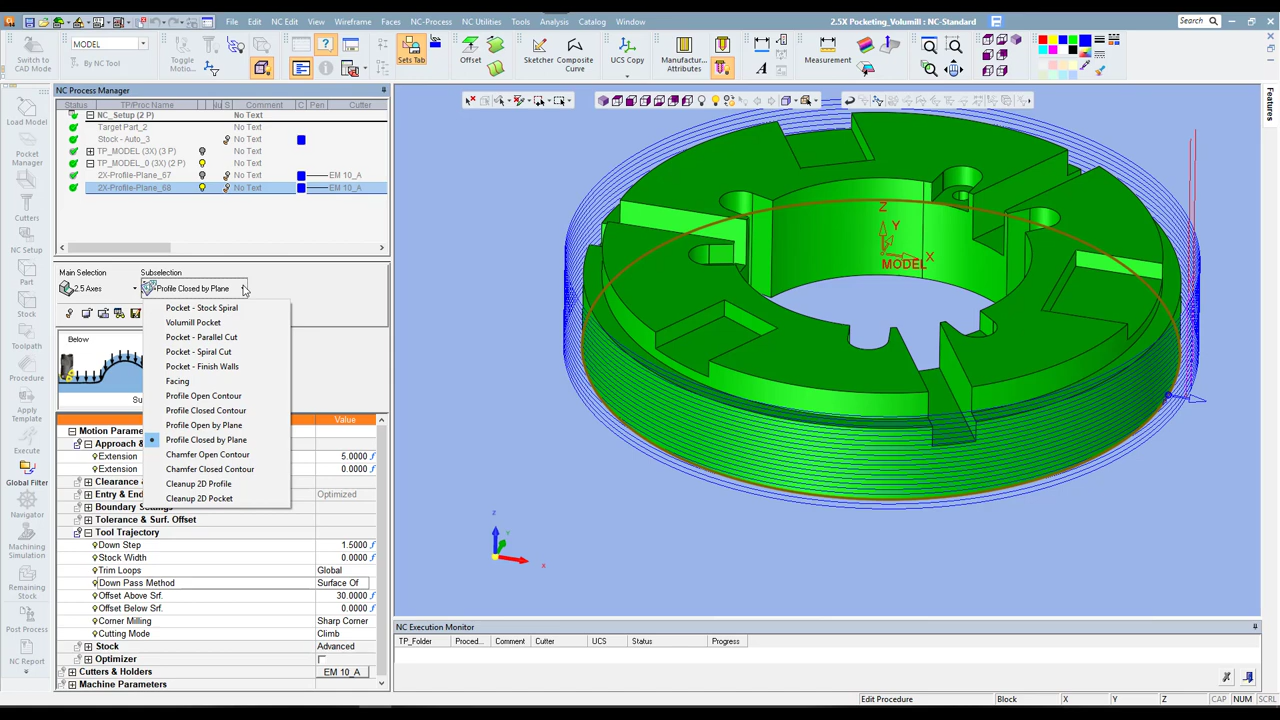 File Edit NC Edit View Wireframe Faces NC-Process NC Utilities Tools Analysis Catalog Window
2.5X Pocketing_Volumill : NC-Standard
Search
Switch to CAD Mode
MODEL
By NC Tool
Toggle Motion...
Sets Tab
Offset
Sketcher
Composite Curve
UCS Copy
Manufactur... Attributes
Measurement
NC Process Manager
Status TP/Proc Name Comment C Pen Cutter
NC_Setup (2 P) No Text
Target Part_2 No Text
Stock - Auto_3 No Text
TP_MODEL (3X) (3 P) No Text
TP_MODEL_0 (3X) (2 P) No Text
2X-Profile-Plane_67 No Text EM 10_A
2X-Profile-Plane_68 No Text EM 10_A
Load Model
Pocket Manager
Cutters
NC Setup
Part
Stock
Toolpath
Procedure
Apply Template
Execute
Global Filter
Machining Simulation
Remaining Stock
Post Process
NC Report
Main Selection
Subselection
2.5 Axes
Profile Closed by Plane
Pocket - Stock Spiral
Volumill Pocket
Pocket - Parallel Cut
Pocket - Spiral Cut
Pocket - Finish Walls
Facing
Profile Open Contour
Profile Closed Contour
Profile Open by Plane
Profile Closed by Plane
Chamfer Open Contour
Chamfer Closed Contour
Cleanup 2D Profile
Cleanup 2D Pocket
Below
Su
Value
Motion Parame
Approach &
Extension 5.0000 f
Extension 0.0000 f
Clearance
Entry & End Optimized
Boundary Settings
Tolerance & Surf. Offset
Tool Trajectory
Down Step 1.5000 f
Stock Width 0.0000 f
Trim Loops Global
Down Pass Method Surface Of
Offset Above Srf. 30.0000 f
Offset Below Srf. 0.0000 f
Corner Milling Sharp Corner
Cutting Mode Climb
Stock Advanced
Optimizer
Cutters & Holders EM 10_A
Machine Parameters
Z
Y
X
MODEL
Z
Y
X
Features
NC Execution Monitor
TP_Folder Proced... Comment Cutter UCS Status Progress
Edit Procedure Block X Y Z CAP NUM SCRL